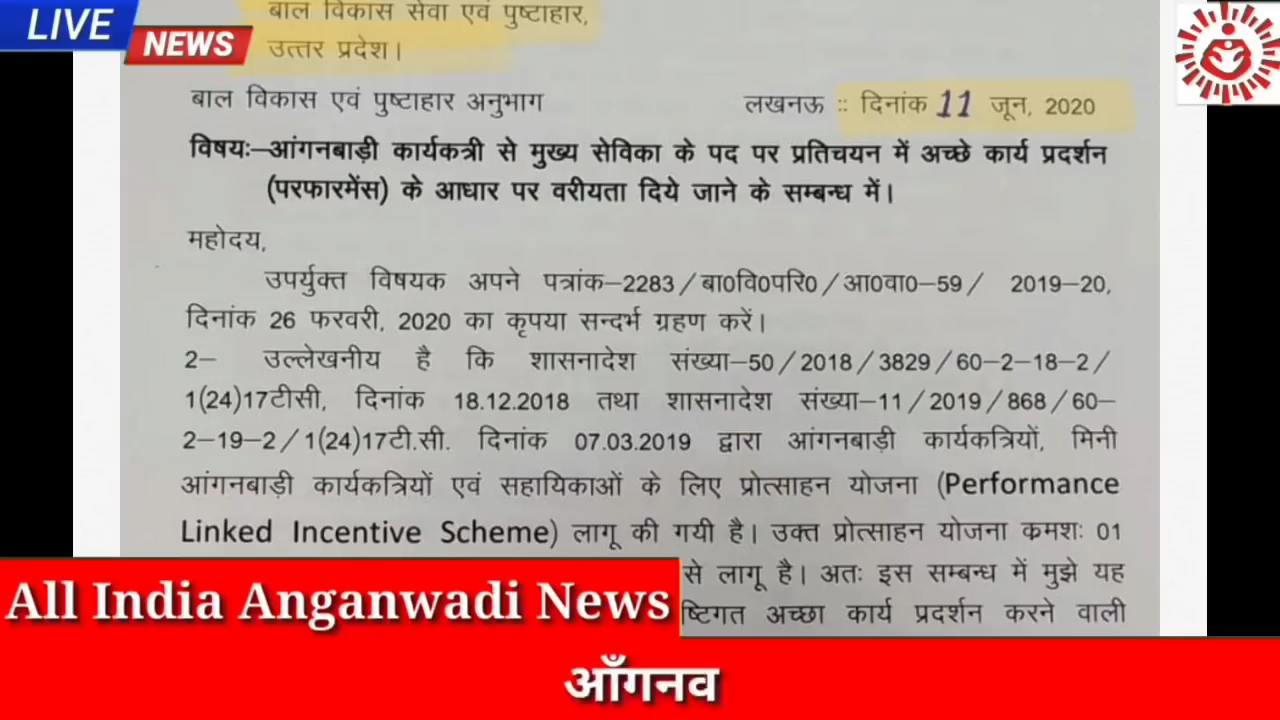 बाल विकास सेवा एवं पुष्टाहार,
LIVE
NEWS
उत्तर प्रदेश।
बाल विकास एवं पुष्टाहार अनुभाग लखनऊ :: दिनांक 11 जून, 2020
विषयः–आंगनबाड़ी कार्यकत्री से मुख्य सेविका के पद पर प्रतिचयन में अच्छे कार्य प्रदर्शन
(परफारमेंस) के आधार पर वरीयता दिये जाने के सम्बन्ध में।
महोदय,
उपर्युक्त विषयक अपने पत्रांक–2283/बा0वि0परि0/आ0वा0–59/ 2019–20,
दिनांक 26 फरवरी, 2020 का कृपया सन्दर्भ ग्रहण करें।
2– उल्लेखनीय है कि शासनादेश संख्या–50/2018/3829/60–2–18–2/
1(24)17टीसी, दिनांक 18.12.2018 तथा शासनादेश संख्या–11/2019/868/60–
2–19–2/1(24)17टी.सी. दिनांक 07.03.2019 द्वारा आंगनबाड़ी कार्यकत्रियों, मिनी
आंगनबाड़ी कार्यकत्रियों एवं सहायिकाओं के लिए प्रोत्साहन योजना (Performance
Linked Incentive Scheme) लागू की गयी है। उक्त प्रोत्साहन योजना कमशः 01
से लागू है। अतः इस सम्बन्ध में मुझे यह
ष्टिगत अच्छा कार्य प्रदर्शन करने वाली
All India Anganwadi News
आँगनव